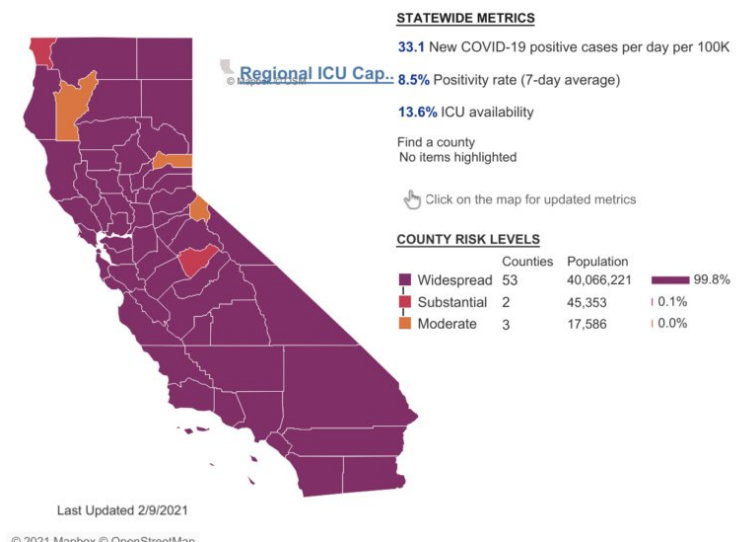 STATEWIDE METRICS
33.1 New COVID-19 positive cases per day per 100K
Regional ICU Cap..
© Mapbox © OSM
8.5% Positivity rate (7-day average)
13.6% ICU availability
Find a county
No items highlighted
Click on the map for updated metrics
COUNTY RISK LEVELS
Counties Population
Widespread 53 40,066,221 99.8%
Substantial 2 45,353 0.1%
Moderate 3 17,586 0.0%
Last Updated 2/9/2021
© 2021 Mapbox © OpenStreetMap